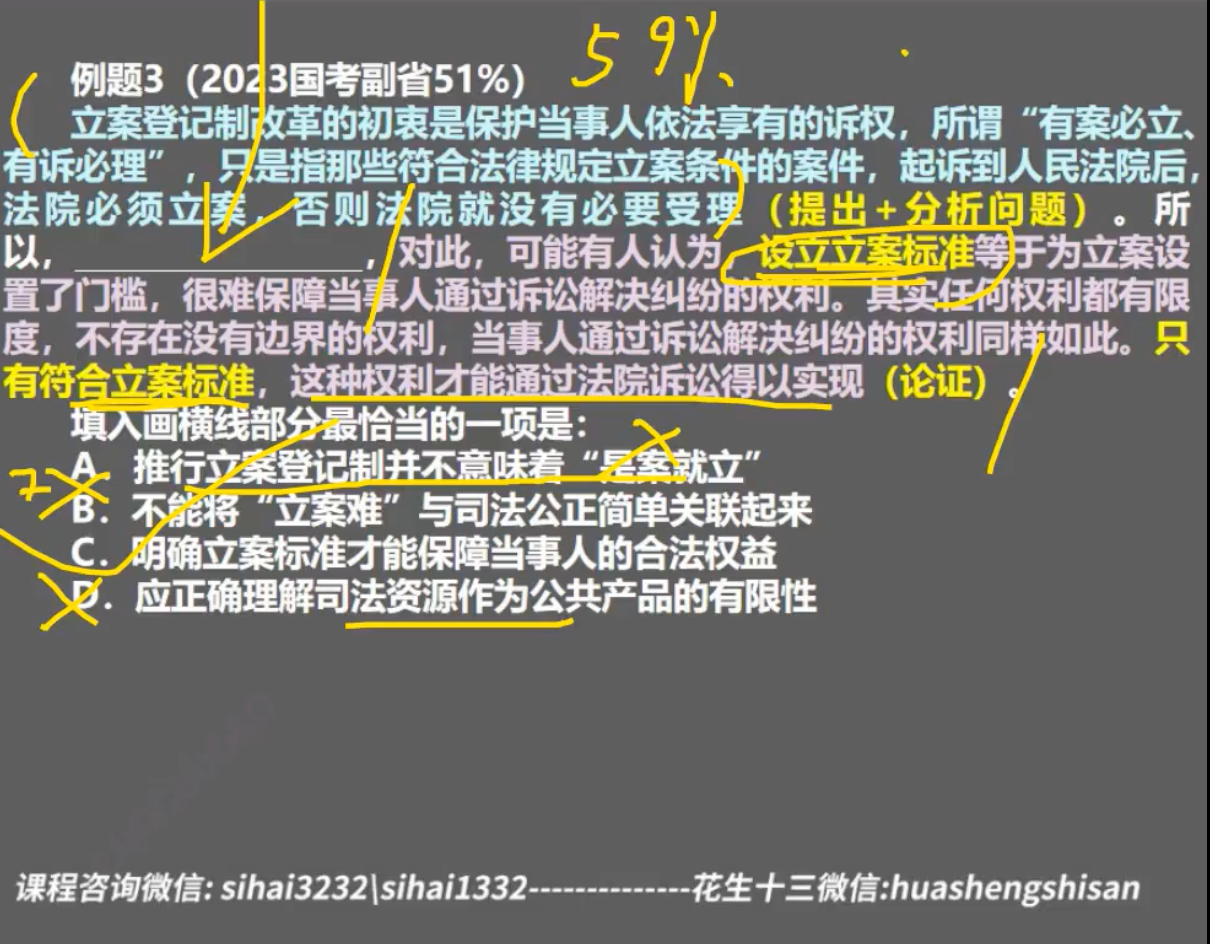 59%
例题3（2023国考副省51%）
立案登记制改革的初衷是保护当事人依法享有的诉权，所谓“有案必立、
有诉必理”，只是指那些符合法律规定立案条件的案件，起诉到人民法院后，
法院必须立案，否则法院就没有必要受理（提出+分析问题）。所
以，________________，对此，可能有人认为，设立立案标准等于为立案设
置了门槛，很难保障当事人通过诉讼解决纠纷的权利。其实任何权利都有限
度，不存在没有边界的权利，当事人通过诉讼解决纠纷的权利同样如此。只
有符合立案标准，这种权利才能通过法院诉讼得以实现（论证）。
填入画横线部分最恰当的一项是：
A．推行立案登记制并不意味着“是案就立”
B．不能将“立案难”与司法公正简单关联起来
C．明确立案标准才能保障当事人的合法权益
D．应正确理解司法资源作为公共产品的有限性
课程咨询微信: sihai3232\sihai1332--------------花生十三微信:huashengshisan